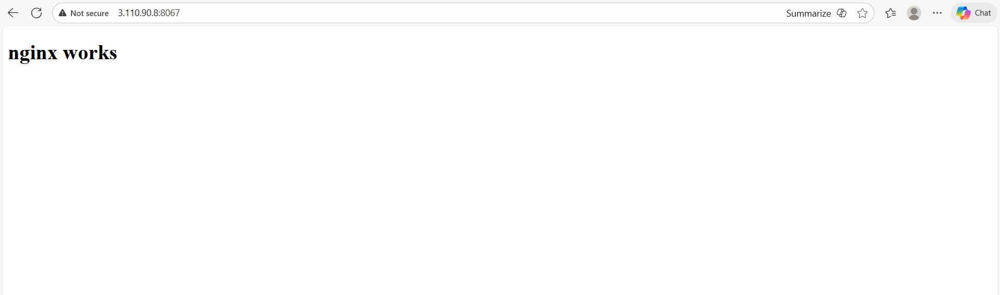 Not secure 3.110.90.8:8067 Summarize Chat
nginx works